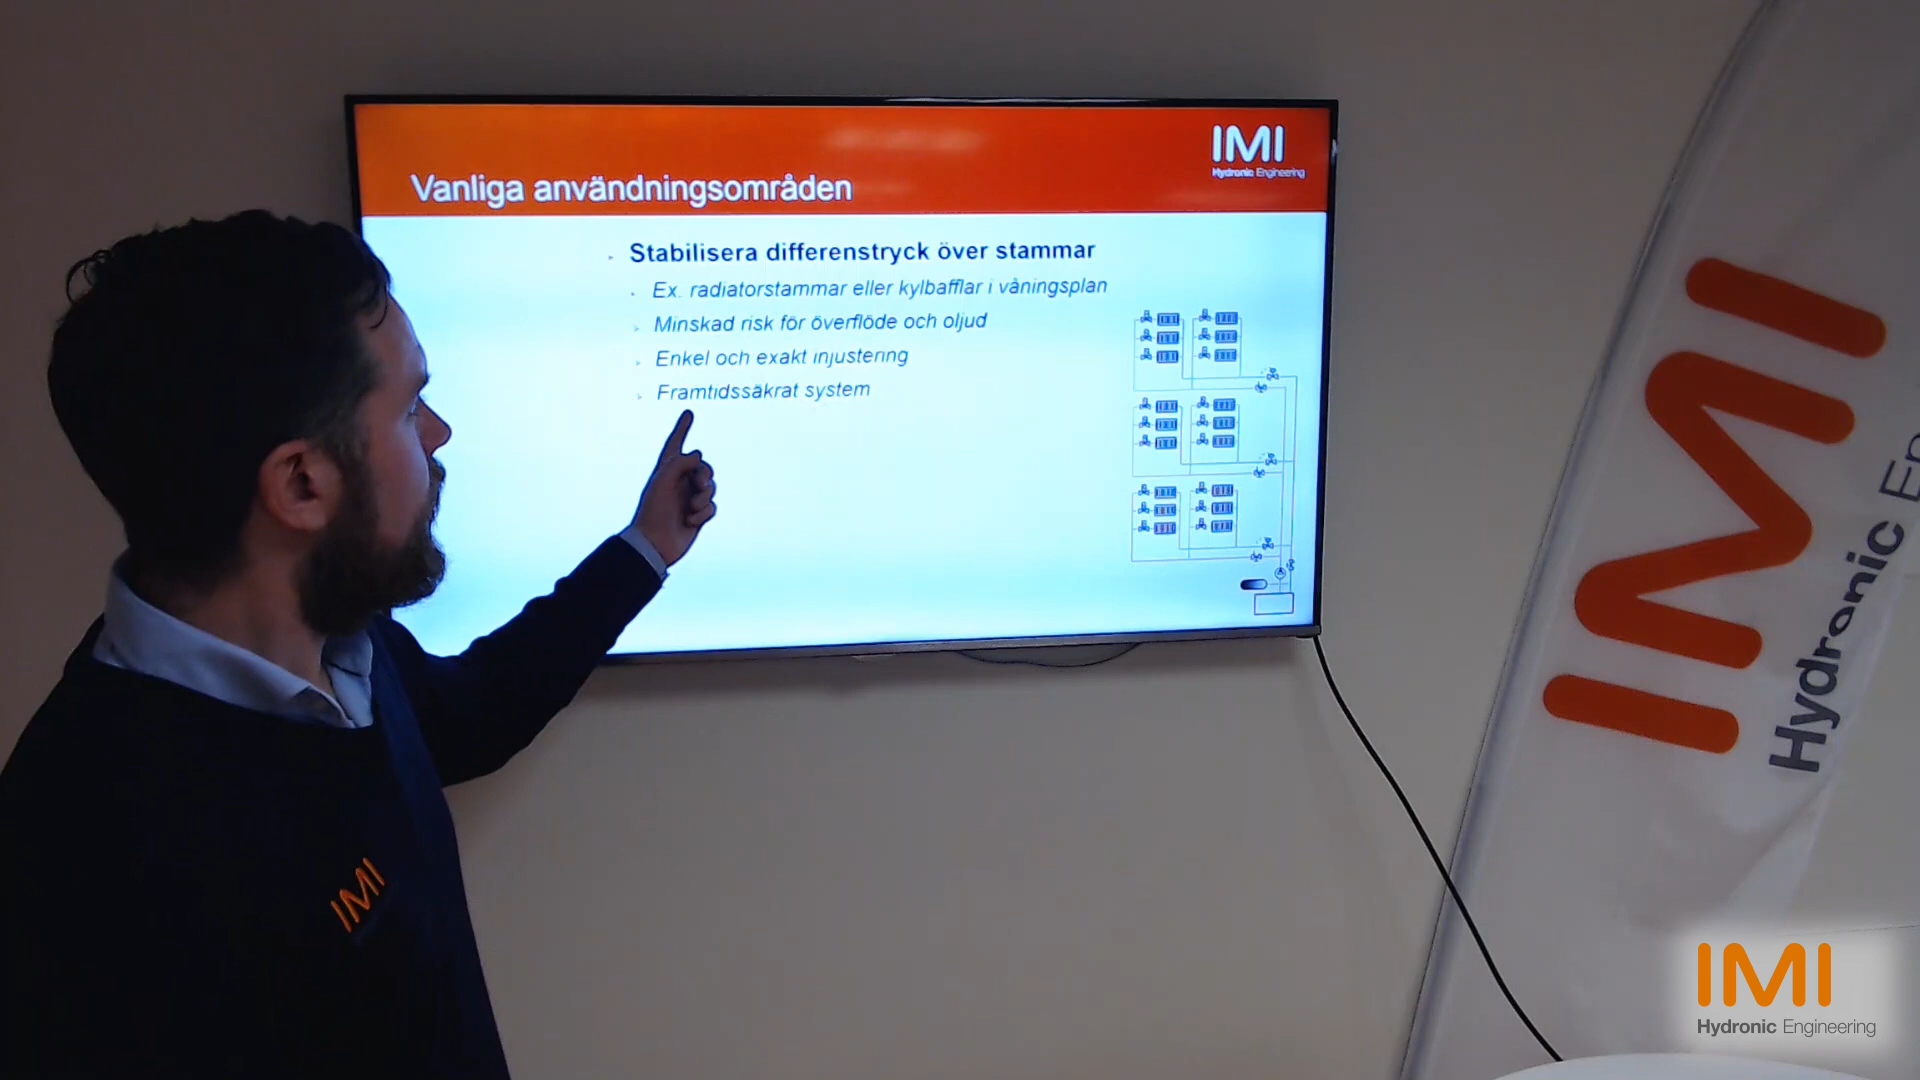 IMI
Hydronic Engineering
Vanliga användningsområden
Stabilisera differenstryck över stammar
Ex. radiatorstammar eller kylbafflar i våningsplan
Minskad risk för överflöde och oljud
Enkel och exakt injustering
Framtidssäkrat system
IMI
IMI
Hydronic En
IMI
Hydronic Engineering